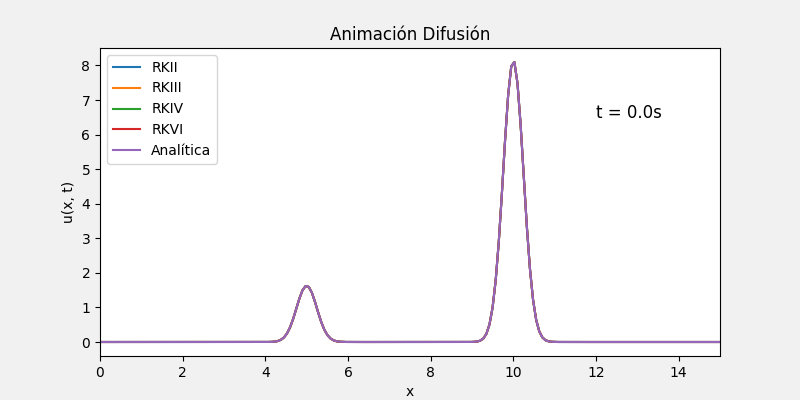 Animación Difusión
RKII
RKIII
RKIV
RKVI
Analítica
t = 0.0s
u(x, t)
8
7
6
5
4
3
2
1
0
0 2 4 6 8 10 12 14
x